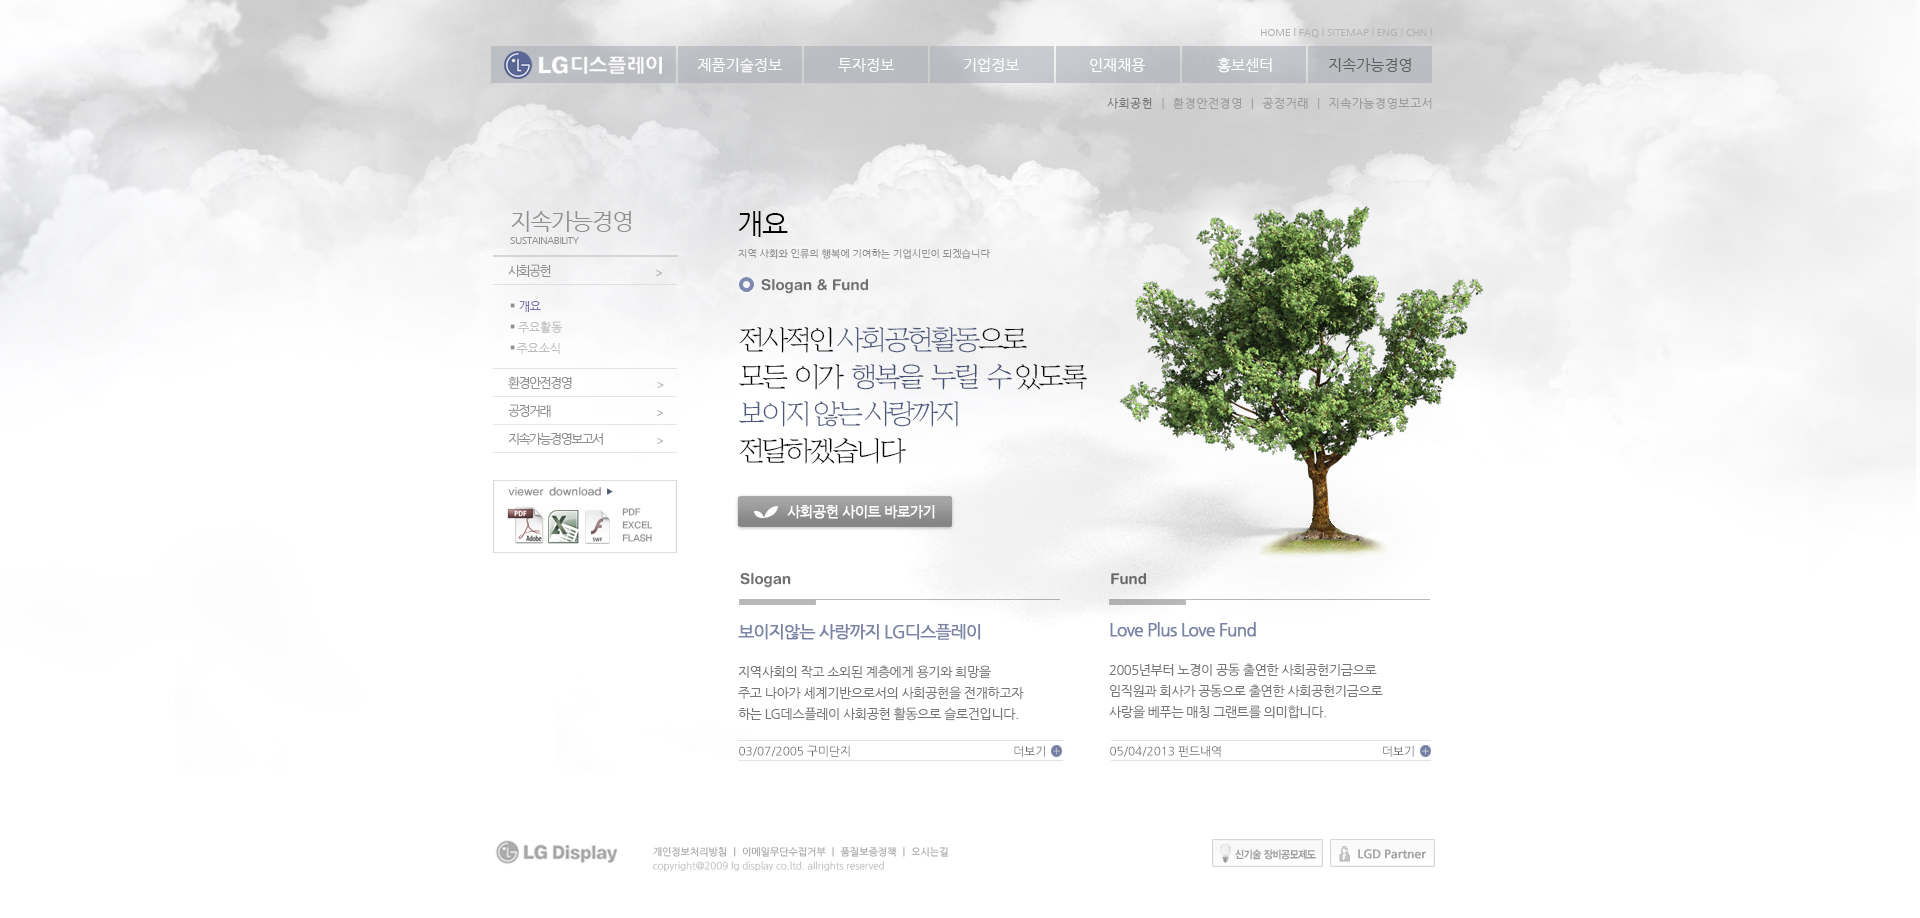 HOME | FAQ | SITEMAP | ENG | CHN |
LG디스플레이 제품기술정보 투자정보 기업정보 인재채용 홍보센터 지속가능경영
사회공헌 | 환경안전경영 | 공정거래 | 지속가능경영보고서
지속가능경영
SUSTAINABILITY
사회공헌 >
개요
주요활동
주요소식
환경안전경영 >
공정거래 >
지속가능경영보고서 >
viewer download
PDF
Adobe
X
SWF
PDF
EXCEL
FLASH
개요
지역 사회와 인류의 행복에 기여하는 기업시민이 되겠습니다
Slogan & Fund
전사적인 사회공헌활동으로
모든 이가 행복을 누릴 수 있도록
보이지 않는 사랑까지
전달하겠습니다
사회공헌 사이트 바로가기
Slogan
보이지않는 사랑까지 LG디스플레이
지역사회의 작고 소외된 계층에게 용기와 희망을
주고 나아가 세계기반으로서의 사회공헌을 전개하고자
하는 LG데스플레이 사회공헌 활동으로 슬로건입니다.
03/07/2005 구미단지 더보기
Fund
Love Plus Love Fund
2005년부터 노경이 공동 출연한 사회공헌기금으로
임직원과 회사가 공동으로 출연한 사회공헌기금으로
사랑을 베푸는 매칭 그랜트를 의미합니다.
05/04/2013 펀드내역 더보기
LG Display
개인정보처리방침 | 이메일무단수집거부 | 품질보증정책 | 오시는길
copyright@2009 lg display co.ltd. allrights reserved
신기술 장비공모제도
LGD Partner